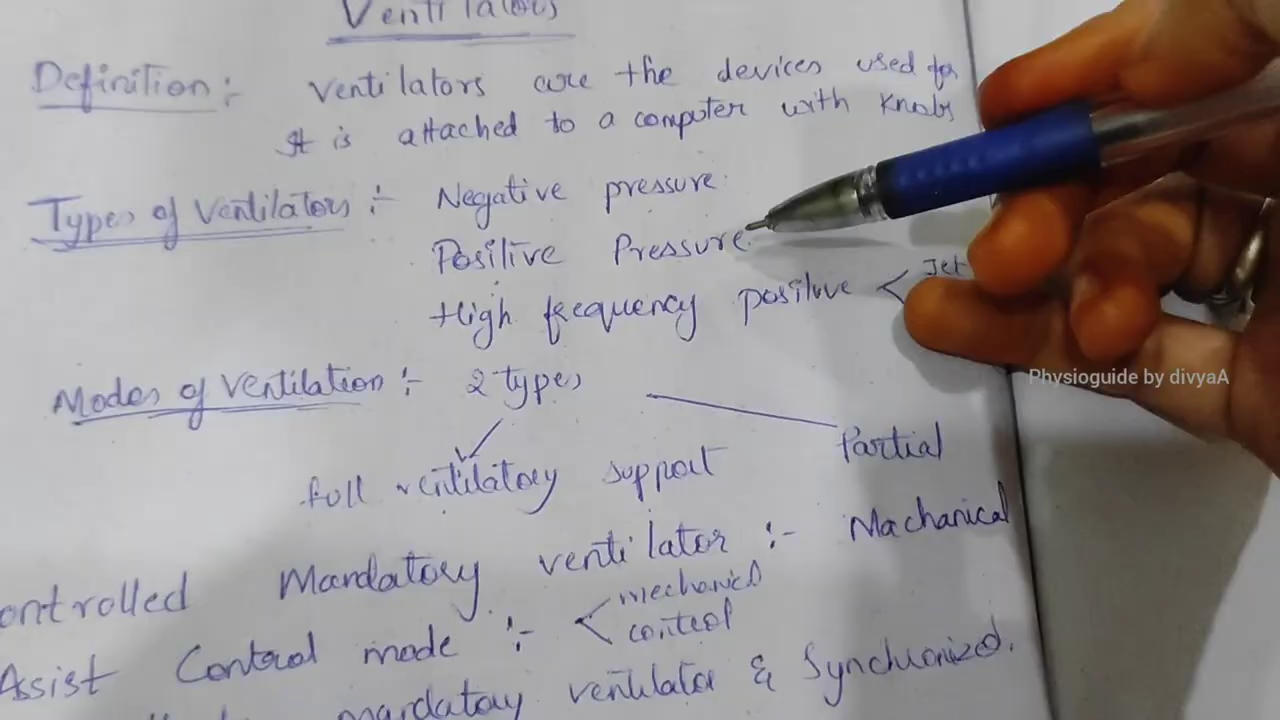 Ventilators
Definition :- Ventilators are the devices used for
It is attached to a computer with Knobs
Types of Ventilators :- Negative pressure
Positive Pressure
High frequency positive < Jet
Modes of Ventilation :- 2 types
full ventilatory support
Partial
ontrolled Mandatory ventilator :- Machanical
Assist Control mode :- < mechanical
control
mandatory ventilator & Synchronized.
Physioguide by divyaA